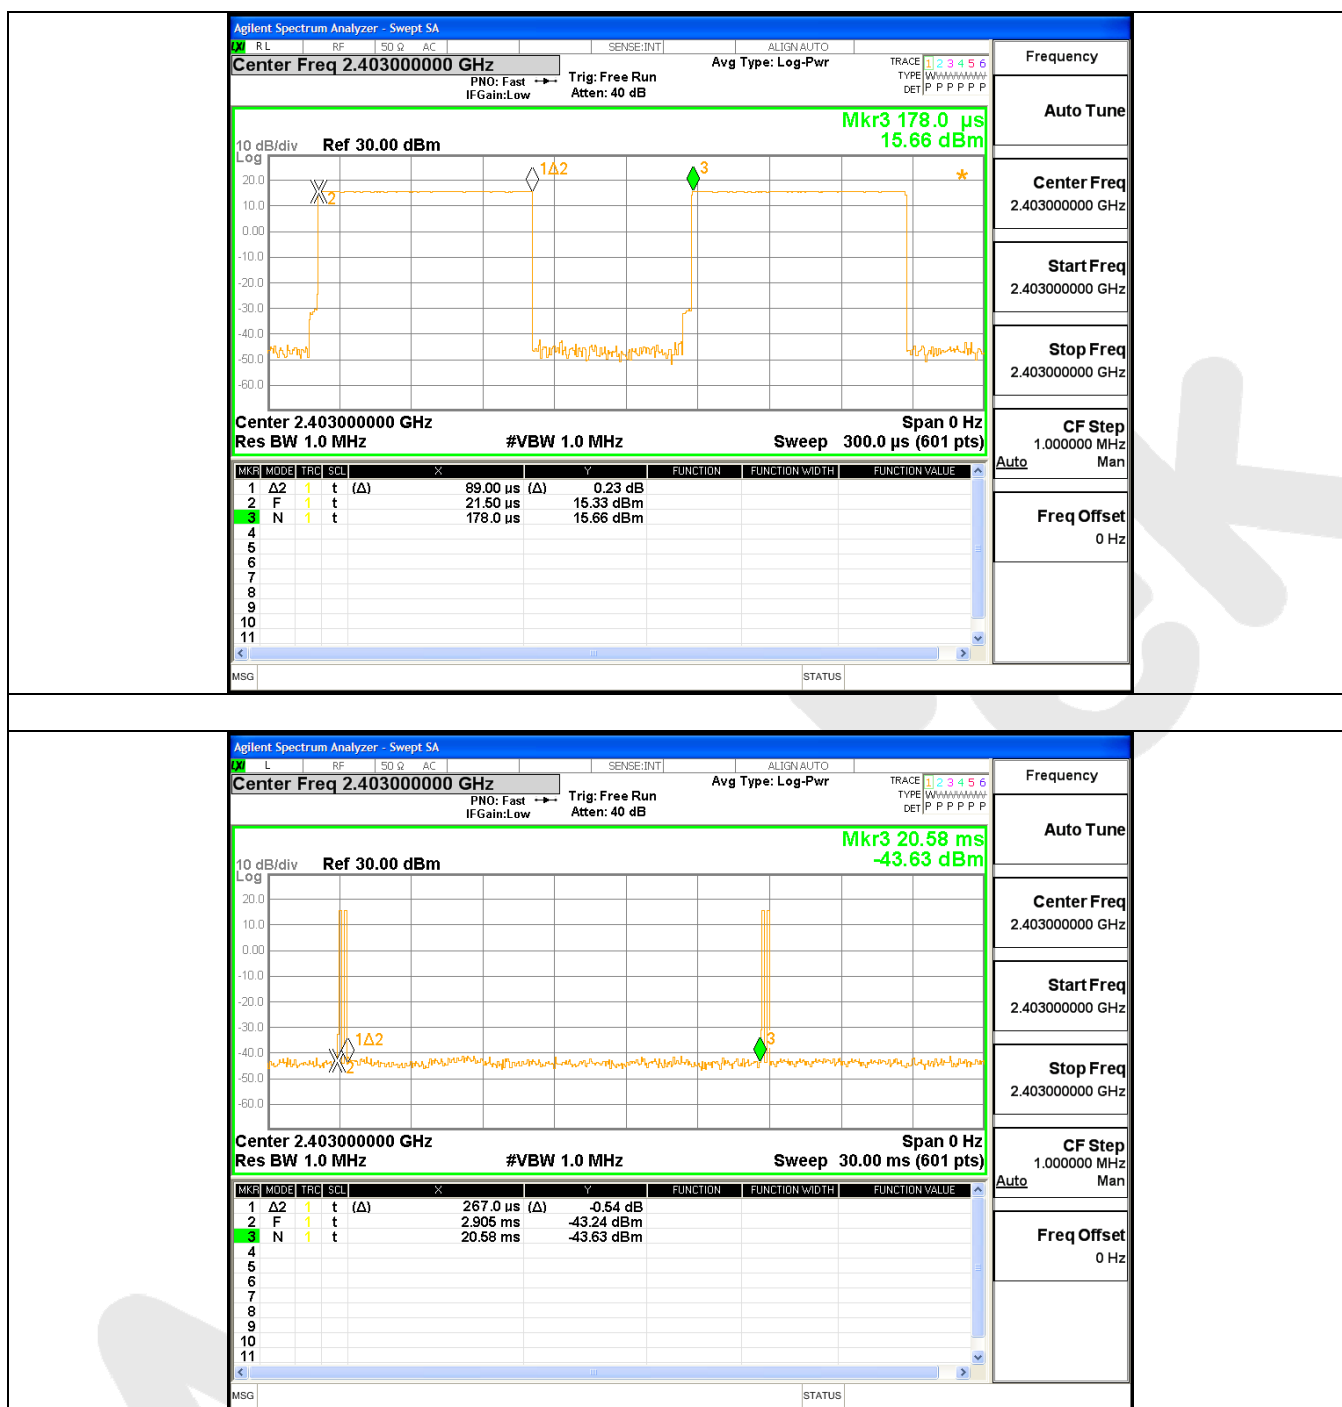 Agilent Spectrum Analyzer - Swept SA
LXI RL RF 50 Ω AC SENSE:INT ALIGN AUTO
Center Freq 2.403000000 GHz
PNO: Fast
IFGain:Low
Trig: Free Run
Atten: 40 dB
Avg Type: Log-Pwr
TRACE 1 2 3 4 5 6
TYPE
DET P P P P P P
Frequency
Auto Tune
Mkr3 178.0 µs
15.66 dBm
10 dB/div Ref 30.00 dBm
Log
20.0
10.0
0.00
-10.0
-20.0
-30.0
-40.0
-50.0
-60.0
2
1Δ2
3
*
Center 2.403000000 GHz Span 0 Hz
Res BW 1.0 MHz #VBW 1.0 MHz Sweep 300.0 µs (601 pts)
MKR MODE TRC SCL X Y FUNCTION FUNCTION WIDTH FUNCTION VALUE
1 Δ2 1 t (Δ) 89.00 µs (Δ) 0.23 dB
2 F 1 t 21.50 µs 15.33 dBm
3 N 1 t 178.0 µs 15.66 dBm
4
5
6
7
8
9
10
11
MSG STATUS
Center Freq
2.403000000 GHz
Start Freq
2.403000000 GHz
Stop Freq
2.403000000 GHz
CF Step
1.000000 MHz
Auto Man
Freq Offset
0 Hz
Agilent Spectrum Analyzer - Swept SA
LXI L RF 50 Ω AC SENSE:INT ALIGN AUTO
Center Freq 2.403000000 GHz
PNO: Fast
IFGain:Low
Trig: Free Run
Atten: 40 dB
Avg Type: Log-Pwr
TRACE 1 2 3 4 5 6
TYPE
DET P P P P P P
Frequency
Auto Tune
Mkr3 20.58 ms
-43.63 dBm
10 dB/div Ref 30.00 dBm
Log
20.0
10.0
0.00
-10.0
-20.0
-30.0
-40.0
-50.0
-60.0
1Δ2
2
3
Center 2.403000000 GHz Span 0 Hz
Res BW 1.0 MHz #VBW 1.0 MHz Sweep 30.00 ms (601 pts)
MKR MODE TRC SCL X Y FUNCTION FUNCTION WIDTH FUNCTION VALUE
1 Δ2 1 t (Δ) 267.0 µs (Δ) -0.54 dB
2 F 1 t 2.905 ms -43.24 dBm
3 N 1 t 20.58 ms -43.63 dBm
4
5
6
7
8
9
10
11
MSG STATUS
Center Freq
2.403000000 GHz
Start Freq
2.403000000 GHz
Stop Freq
2.403000000 GHz
CF Step
1.000000 MHz
Auto Man
Freq Offset
0 Hz